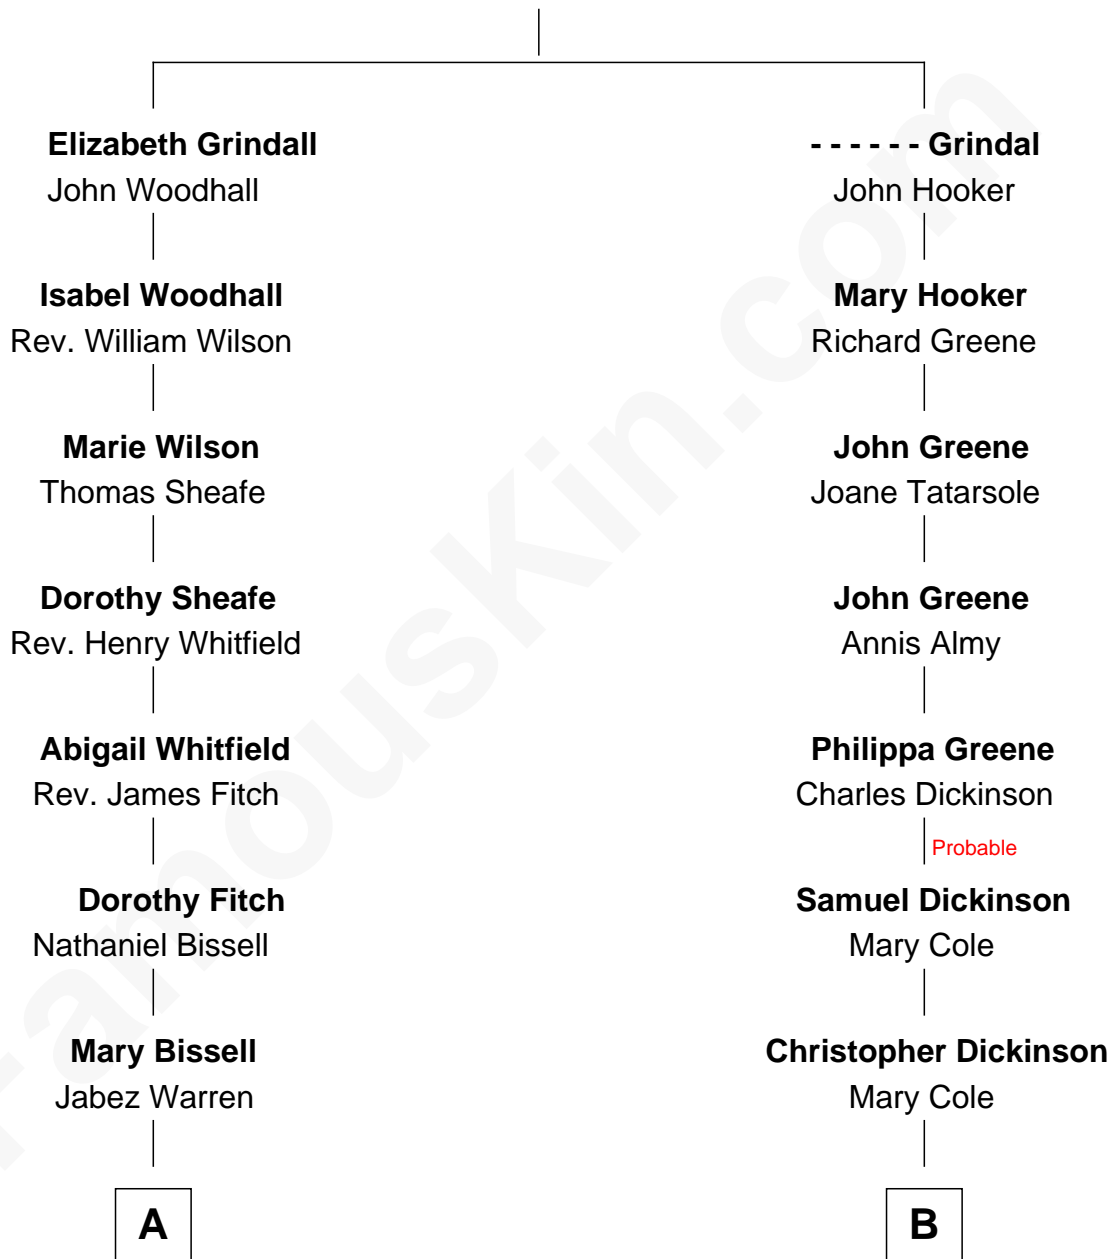 Elizabeth Grindall
John Woodhall
Isabel Woodhall
Rev. William Wilson
Marie Wilson
Thomas Sheafe
Dorothy Sheafe
Rev. Henry Whitfield
Abigail Whitfield
Rev. James Fitch
Dorothy Fitch
Nathaniel Bissell
Mary Bissell
Jabez Warren
A
- - - - - - Grindal
John Hooker
Mary Hooker
Richard Greene
John Greene
Joane Tatarsole
John Greene
Annis Almy
Philippa Greene
Charles Dickinson
Probable
Samuel Dickinson
Mary Cole
Christopher Dickinson
Mary Cole
B
FamousKin.com